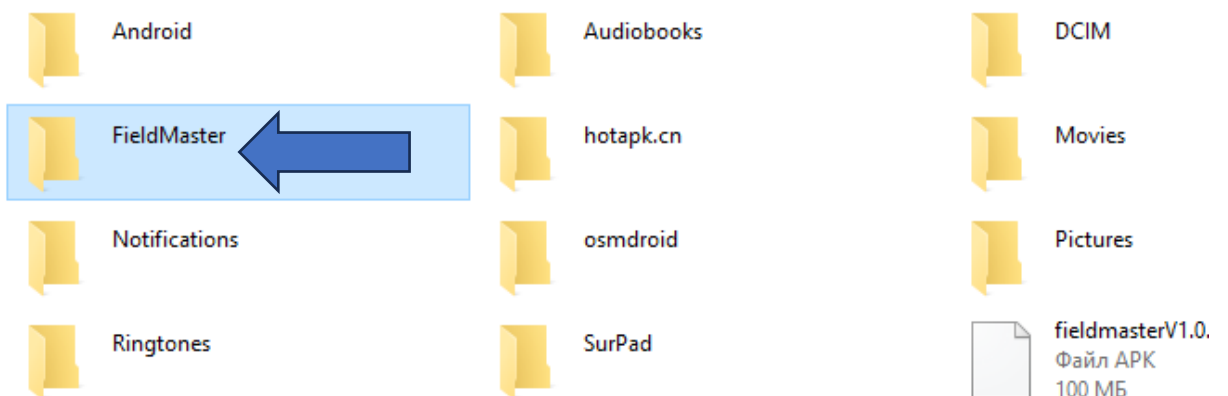 Android
Audiobooks
DCIM
FieldMaster
hotapk.cn
Movies
Notifications
osmdroid
Pictures
Ringtones
SurPad
fieldmasterV1.0.
Файл APK
100 МБ